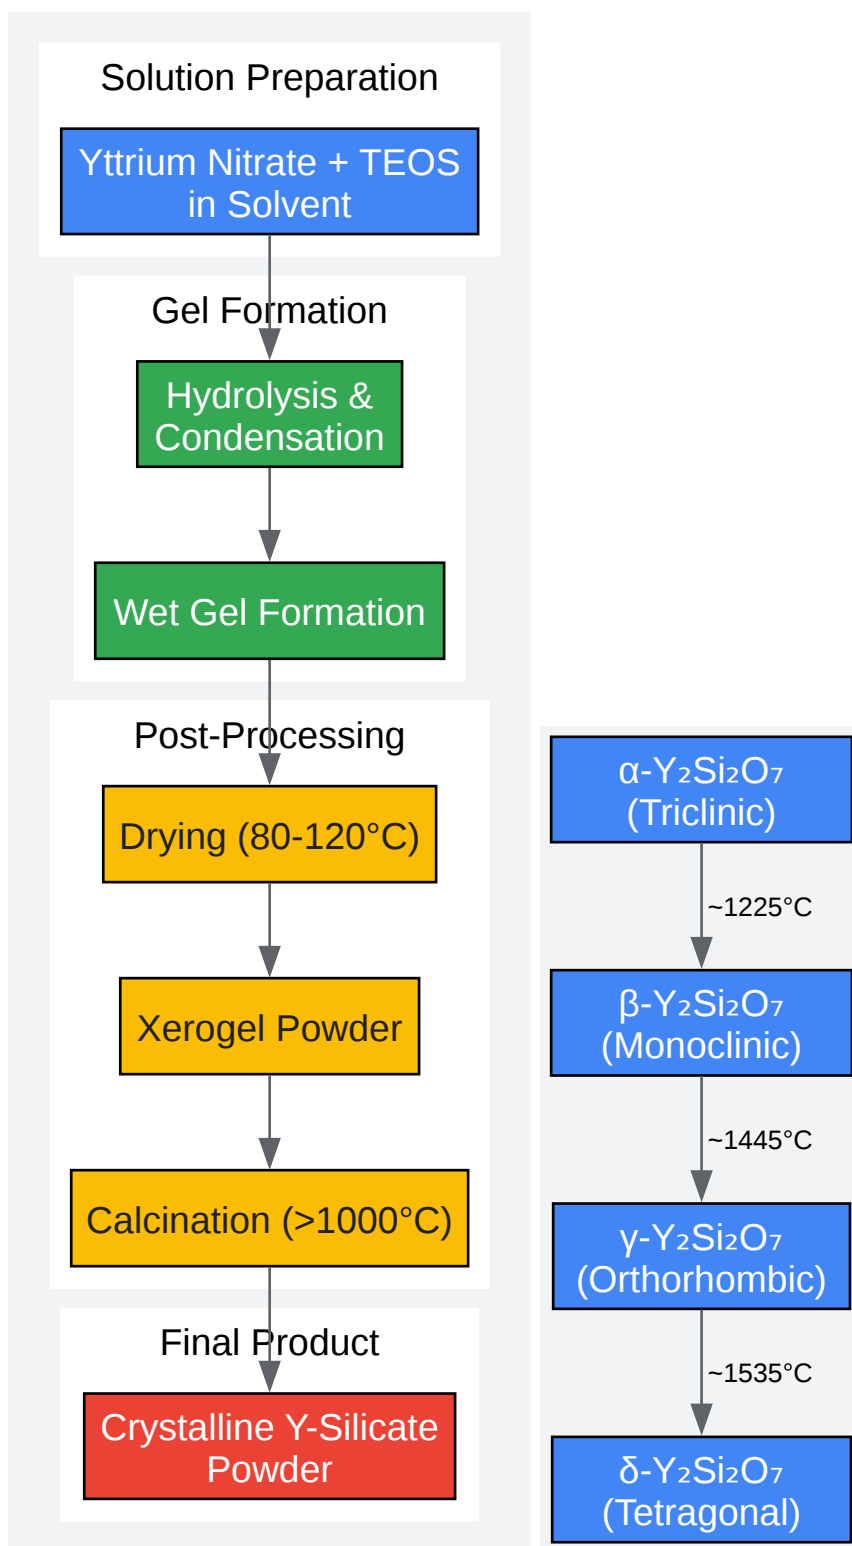 Solution Preparation
Yttrium Nitrate + TEOS
in Solvent
Gel Formation
Hydrolysis &
Condensation
Wet Gel Formation
Post-Processing
Drying (80-120°C)
Xerogel Powder
Calcination (>1000°C)
Final Product
Crystalline Y-Silicate
Powder
α-Y₂Si₂O₇
(Triclinic)
~1225°C
β-Y₂Si₂O₇
(Monoclinic)
~1445°C
γ-Y₂Si₂O₇
(Orthorhombic)
~1535°C
δ-Y₂Si₂O₇
(Tetragonal)